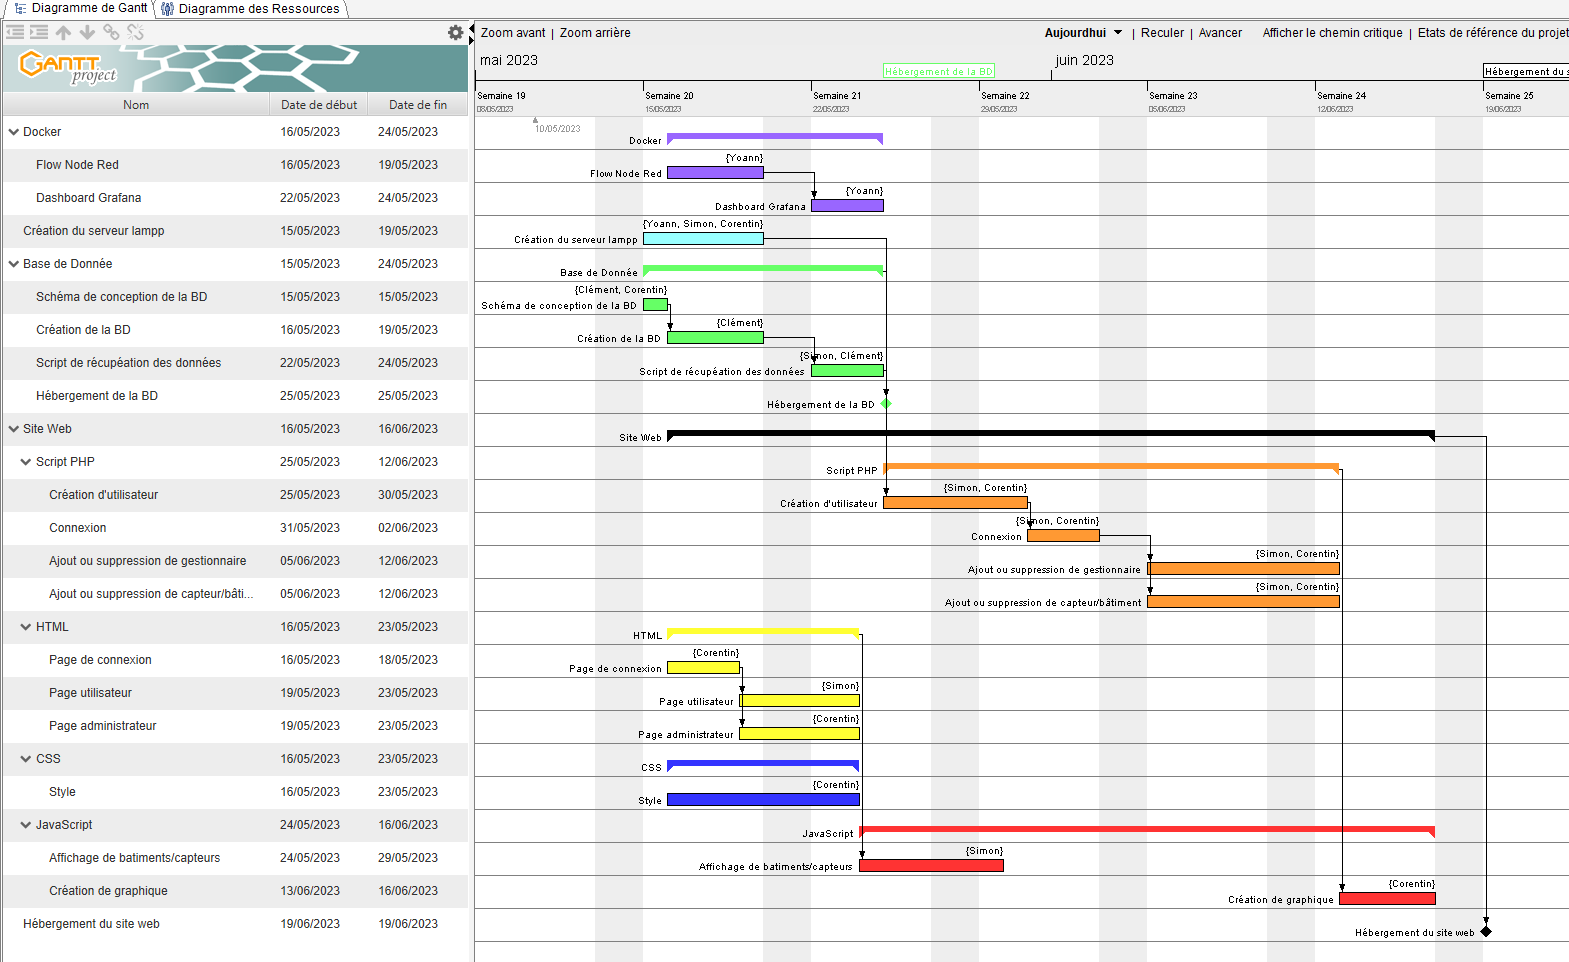 Diagramme de Gantt
Diagramme des Ressources
Zoom avant | Zoom arrière
Aujourdhui | Reculer | Avancer
Afficher le chemin critique | Etats de référence du projet
GANTT project
mai 2023
juin 2023
Hébergement de la BD
Hébergement du s
Semaine 19
Semaine 20
Semaine 21
Semaine 22
Semaine 23
Semaine 24
Semaine 25
08/05/2023
15/05/2023
22/05/2023
29/05/2023
05/06/2023
12/06/2023
19/06/2023
10/05/2023
Nom Date de début Date de fin
Docker 16/05/2023 24/05/2023
Flow Node Red 16/05/2023 19/05/2023
Dashboard Grafana 22/05/2023 24/05/2023
Création du serveur lampp 15/05/2023 19/05/2023
Base de Donnée 15/05/2023 24/05/2023
Schéma de conception de la BD 15/05/2023 15/05/2023
Création de la BD 16/05/2023 19/05/2023
Script de récupéation des données 22/05/2023 24/05/2023
Hébergement de la BD 25/05/2023 25/05/2023
Site Web 16/05/2023 16/06/2023
Script PHP 25/05/2023 12/06/2023
Création d'utilisateur 25/05/2023 30/05/2023
Connexion 31/05/2023 02/06/2023
Ajout ou suppression de gestionnaire 05/06/2023 12/06/2023
Ajout ou suppression de capteur/bâti... 05/06/2023 12/06/2023
HTML 16/05/2023 23/05/2023
Page de connexion 16/05/2023 18/05/2023
Page utilisateur 19/05/2023 23/05/2023
Page administrateur 19/05/2023 23/05/2023
CSS 16/05/2023 23/05/2023
Style 16/05/2023 23/05/2023
JavaScript 24/05/2023 16/06/2023
Affichage de batiments/capteurs 24/05/2023 29/05/2023
Création de graphique 13/06/2023 16/06/2023
Hébergement du site web 19/06/2023 19/06/2023
Docker
{Yoann}
Flow Node Red
{Yoann}
Dashboard Grafana
{Yoann, Simon, Corentin}
Création du serveur lampp
Base de Donnée
{Clément, Corentin}
Schéma de conception de la BD
{Clément}
Création de la BD
{Simon, Clément}
Script de récupéation des données
Hébergement de la BD
Site Web
Script PHP
{Simon, Corentin}
Création d'utilisateur
{Simon, Corentin}
Connexion
{Simon, Corentin}
Ajout ou suppression de gestionnaire
{Simon, Corentin}
Ajout ou suppression de capteur/bâtiment
HTML
{Corentin}
Page de connexion
{Simon}
Page utilisateur
{Corentin}
Page administrateur
CSS
{Corentin}
Style
JavaScript
{Simon}
Affichage de batiments/capteurs
{Corentin}
Création de graphique
Hébergement du site web